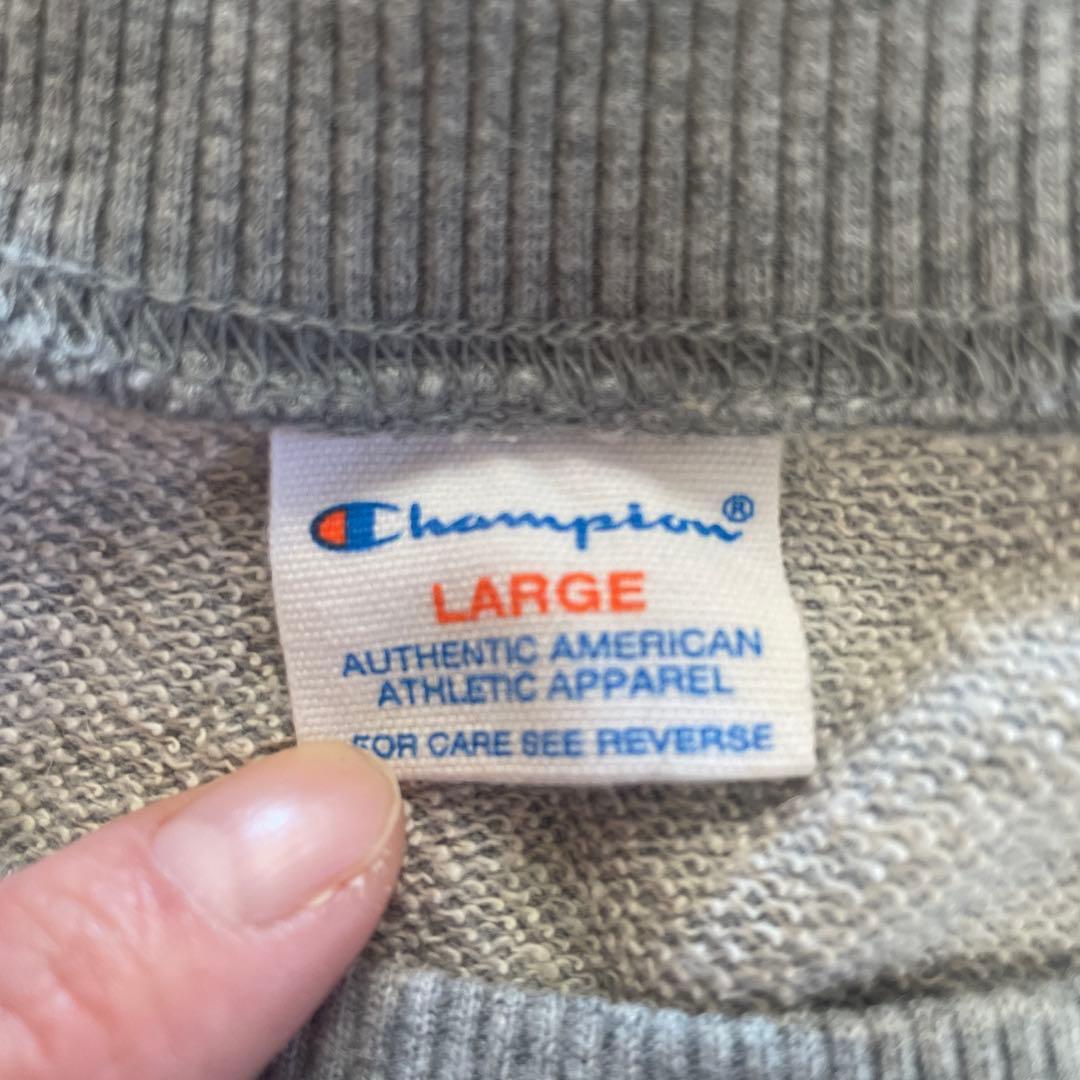 Champion®
LARGE
AUTHENTIC AMERICAN
ATHLETIC APPAREL
FOR CARE SEE REVERSE